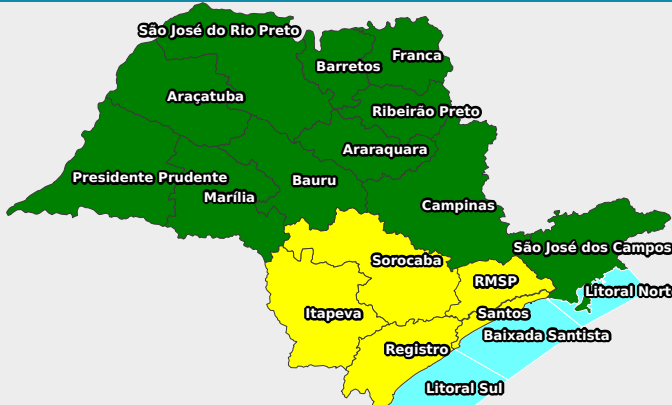 São José do Rio Preto
Franca
Barretos
Araçatuba
Ribeirão Preto
Araraquara
Presidente Prudente
Bauru
Marília
Campinas
São José dos Campos
Sorocaba
RMSP
Litoral Nort
Itapeva
Santos
Baixada Santista
Registro
Litoral Sul